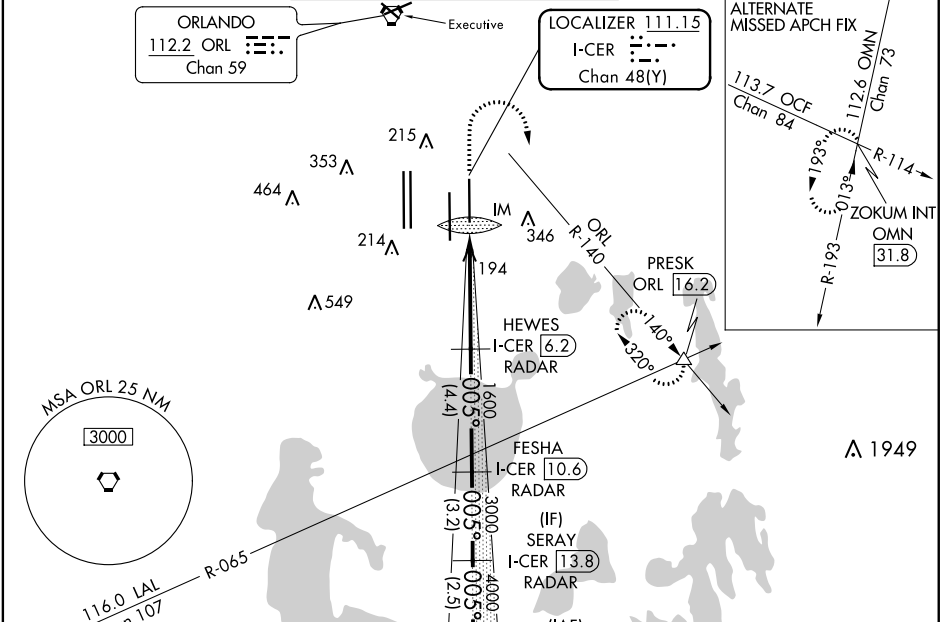 ORLANDO
112.2 ORL
Chan 59
Executive
LOCALIZER 111.15
I-CER
Chan 48(Y)
ALTERNATE
MISSED APCH FIX
112.6 OMN
Chan 73
113.7 OCF
Chan 84
R-114
193°
013°
ZOKUM INT
OMN
31.8
R-193
215
353
464
214
549
IM
346
194
ORL
R-140
PRESK
ORL 16.2
140°
320°
HEWES
I-CER 6.2
RADAR
1600
005°
(4.4)
MSA ORL 25 NM
3000
1949
FESHA
I-CER 10.6
RADAR
3000
005°
(3.2)
(IF)
SERAY
I-CER 13.8
RADAR
4000
005°
(2.5)
R-065
116.0 LAL
107
(IAF)